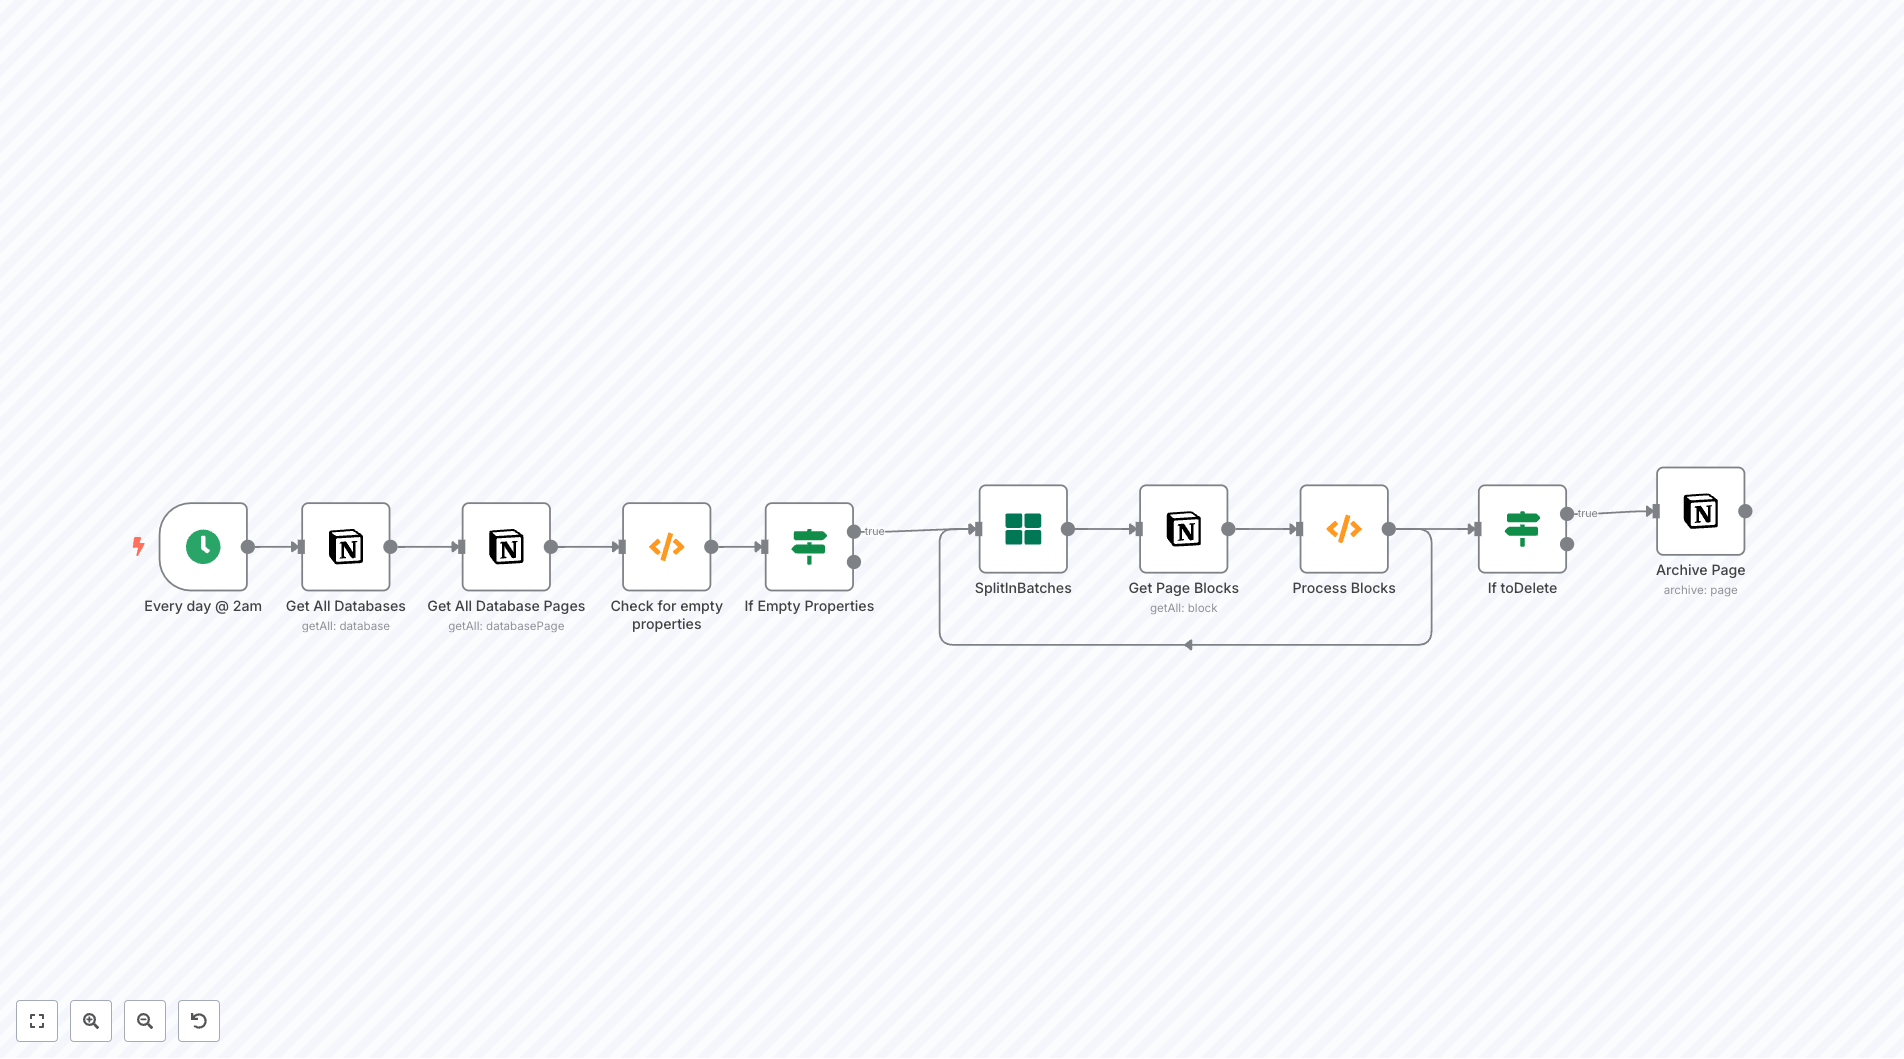 Every day @ 2am
Get All Databases
getAll: database
Get All Database Pages
getAll: databasePage
Check for empty
properties
If Empty Properties
true
SplitInBatches
Get Page Blocks
getAll: block
Process Blocks
If toDelete
true
Archive Page
archive: page